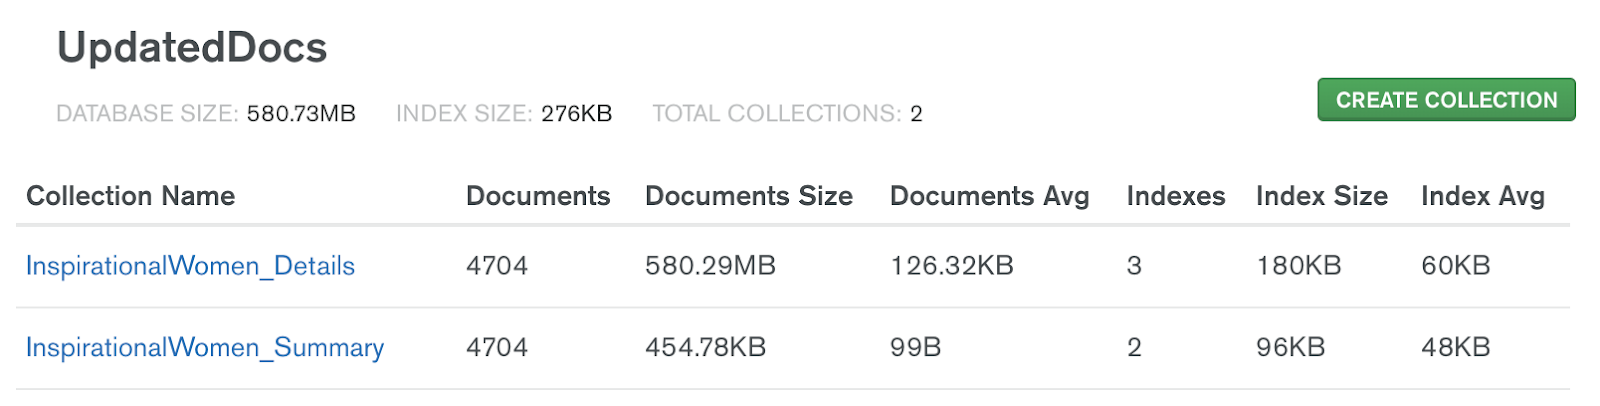 UpdatedDocs
DATABASE SIZE: 580.73MB INDEX SIZE: 276KB TOTAL COLLECTIONS: 2
CREATE COLLECTION
Collection Name Documents Documents Size Documents Avg Indexes Index Size Index Avg
InspirationalWomen_Details 4704 580.29MB 126.32KB 3 180KB 60KB
InspirationalWomen_Summary 4704 454.78KB 99B 2 96KB 48KB